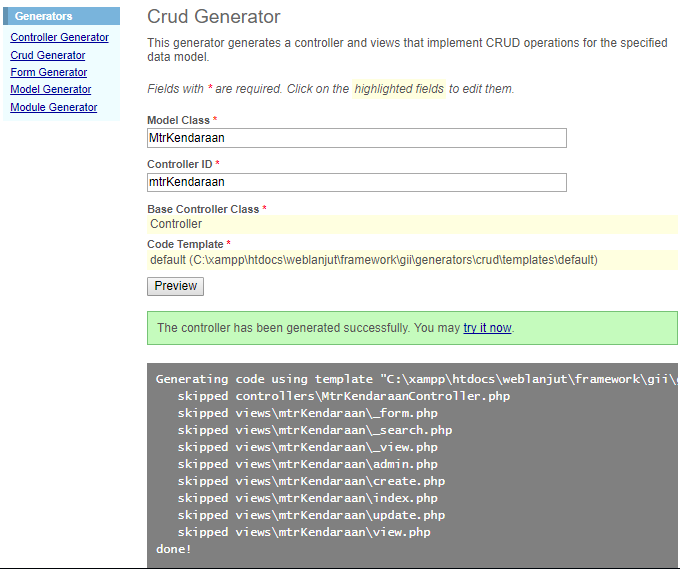 Generators
Controller Generator
Crud Generator
Form Generator
Model Generator
Module Generator
Crud Generator
This generator generates a controller and views that implement CRUD operations for the specified
data model.
Fields with * are required. Click on the highlighted fields to edit them.
Model Class *
MtrKendaraan
Controller ID *
mtrKendaraan
Base Controller Class *
Controller
Code Template *
default (C:\xampp\htdocs\weblanjut\framework\gii\generators\crud\templates\default)
Preview
The controller has been generated successfully. You may try it now.
Generating code using template "C:\xampp\htdocs\weblanjut\framework\gii\g
skipped controllers\MtrKendaraanController.php
skipped views\mtrKendaraan\_form.php
skipped views\mtrKendaraan\_search.php
skipped views\mtrKendaraan\_view.php
skipped views\mtrKendaraan\admin.php
skipped views\mtrKendaraan\create.php
skipped views\mtrKendaraan\index.php
skipped views\mtrKendaraan\update.php
skipped views\mtrKendaraan\view.php
done!